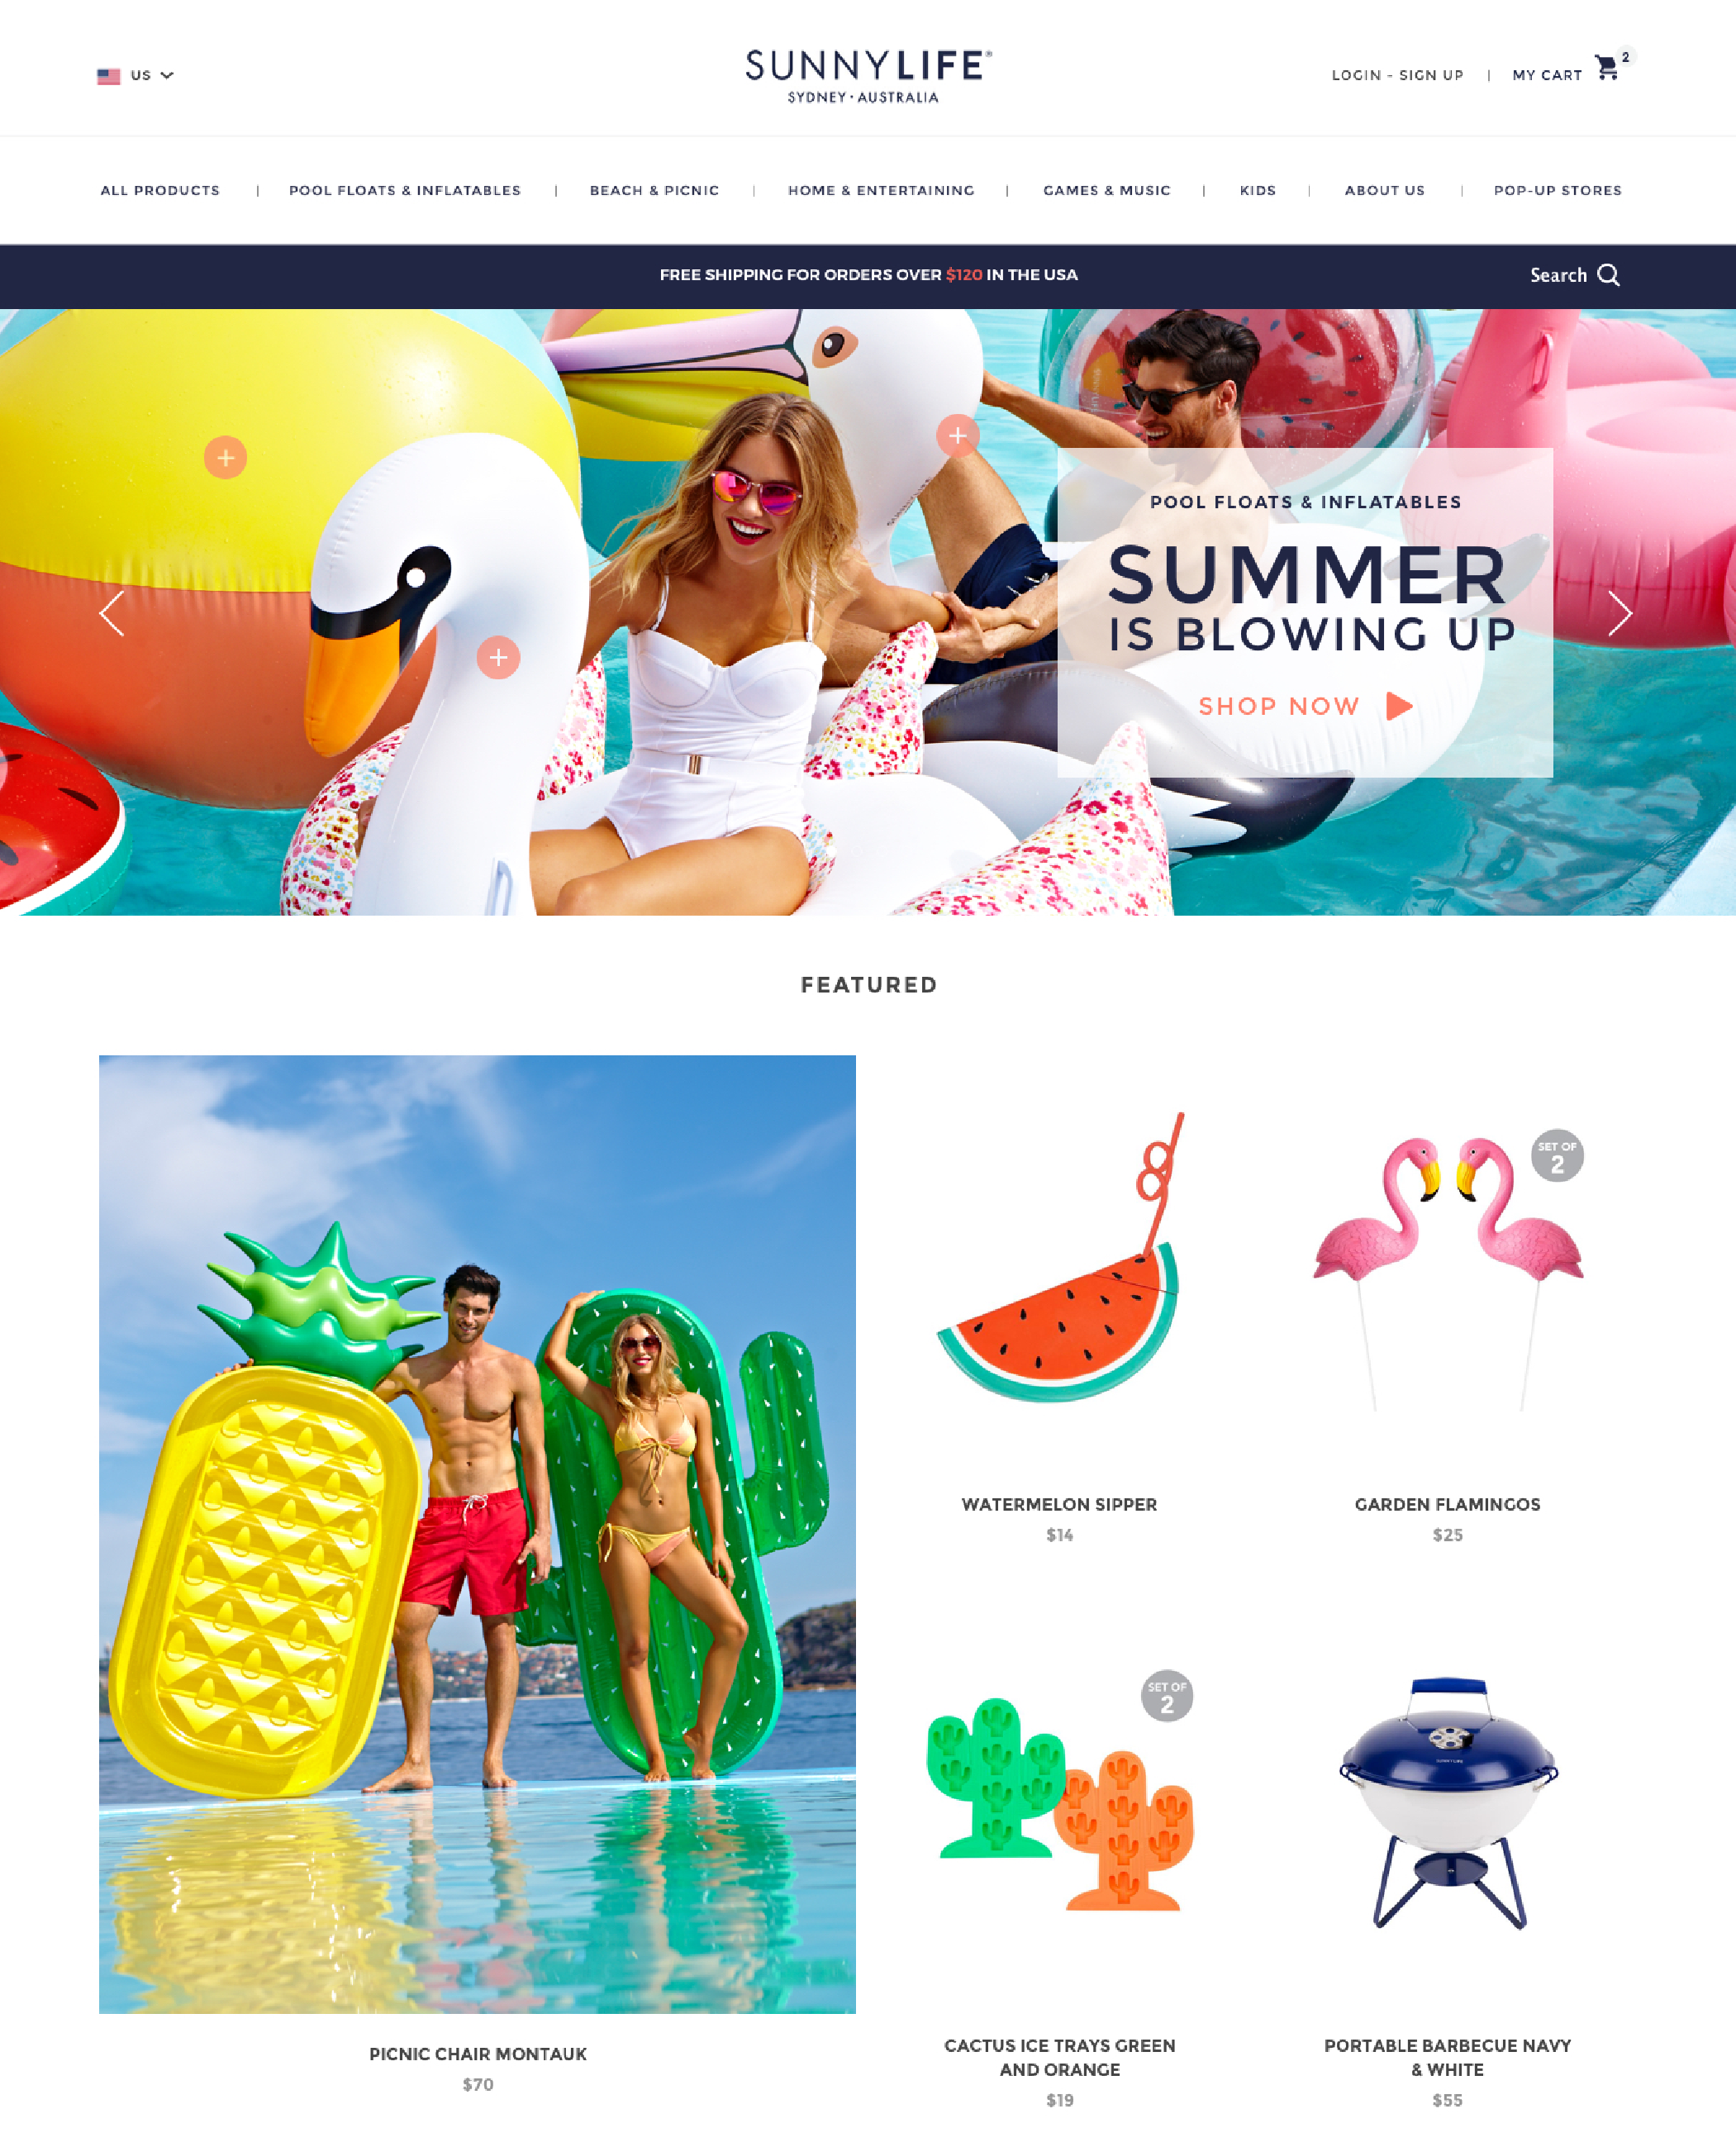 US
SUNNYLIFE®
SYDNEY • AUSTRALIA
LOGIN - SIGN UP | MY CART 2
ALL PRODUCTS | POOL FLOATS & INFLATABLES | BEACH & PICNIC | HOME & ENTERTAINING | GAMES & MUSIC | KIDS | ABOUT US | POP-UP STORES
FREE SHIPPING FOR ORDERS OVER $120 IN THE USA
Search
POOL FLOATS & INFLATABLES
SUMMER
IS BLOWING UP
SHOP NOW
FEATURED
SET OF
2
WATERMELON SIPPER
$14
GARDEN FLAMINGOS
$25
SET OF
2
SUNNYLIFE
PICNIC CHAIR MONTAUK
$70
CACTUS ICE TRAYS GREEN
AND ORANGE
$19
PORTABLE BARBECUE NAVY
& WHITE
$55